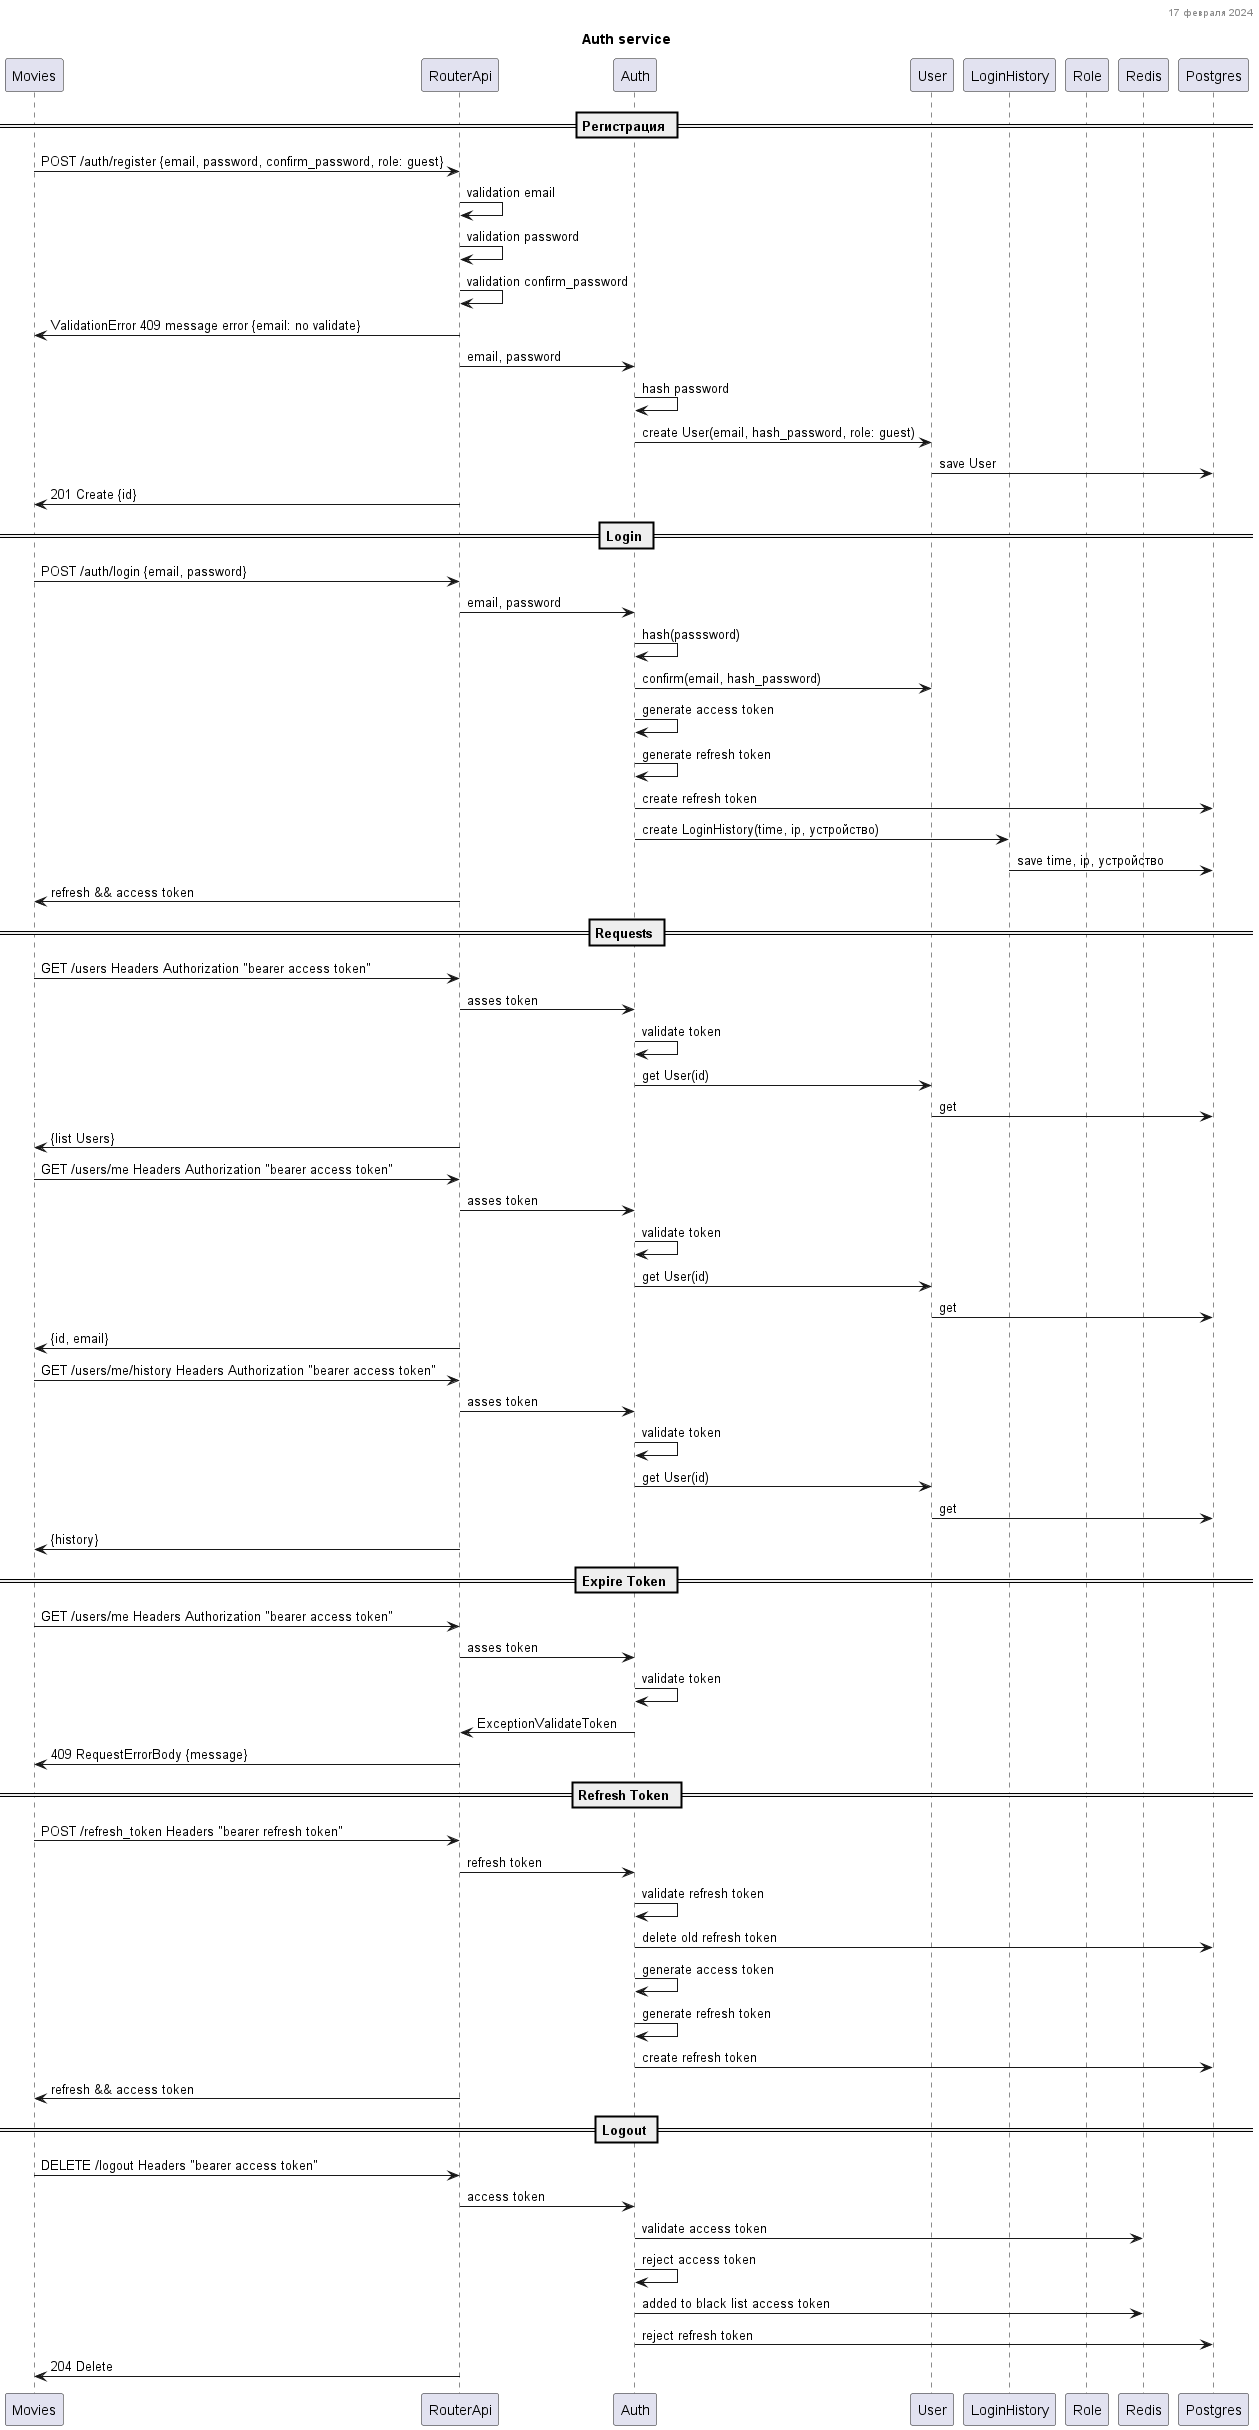 17 февраля 2024
Auth service
Movies RouterApi Auth User LoginHistory Role Redis Postgres
Регистрация
POST /auth/register {email, password, confirm_password, role: guest}
validation email
validation password
validation confirm_password
ValidationError 409 message error {email: no validate}
email, password
hash password
create User(email, hash_password, role: guest)
save User
201 Create {id}
Login
POST /auth/login {email, password}
email, password
hash(passsword)
confirm(email, hash_password)
generate access token
generate refresh token
create refresh token
create LoginHistory(time, ip, устройство)
save time, ip, устройство
refresh && access token
Requests
GET /users Headers Authorization "bearer access token"
asses token
validate token
get User(id)
get
{list Users}
GET /users/me Headers Authorization "bearer access token"
asses token
validate token
get User(id)
get
{id, email}
GET /users/me/history Headers Authorization "bearer access token"
asses token
validate token
get User(id)
get
{history}
Expire Token
GET /users/me Headers Authorization "bearer access token"
asses token
validate token
ExceptionValidateToken
409 RequestErrorBody {message}
Refresh Token
POST /refresh_token Headers "bearer refresh token"
refresh token
validate refresh token
delete old refresh token
generate access token
generate refresh token
create refresh token
refresh && access token
Logout
DELETE /logout Headers "bearer access token"
access token
validate access token
reject access token
added to black list access token
reject refresh token
204 Delete
Movies RouterApi Auth User LoginHistory Role Redis Postgres